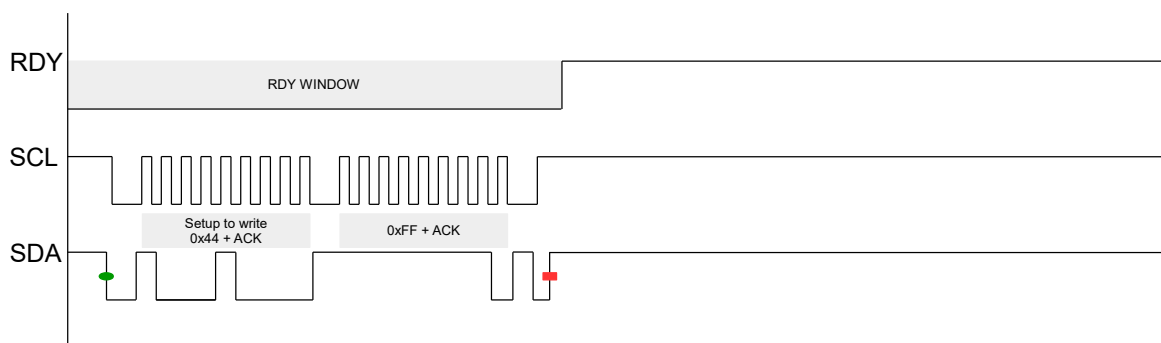 RDY
RDY WINDOW
SCL
Setup to write
0x44 + ACK
0xFF + ACK
SDA